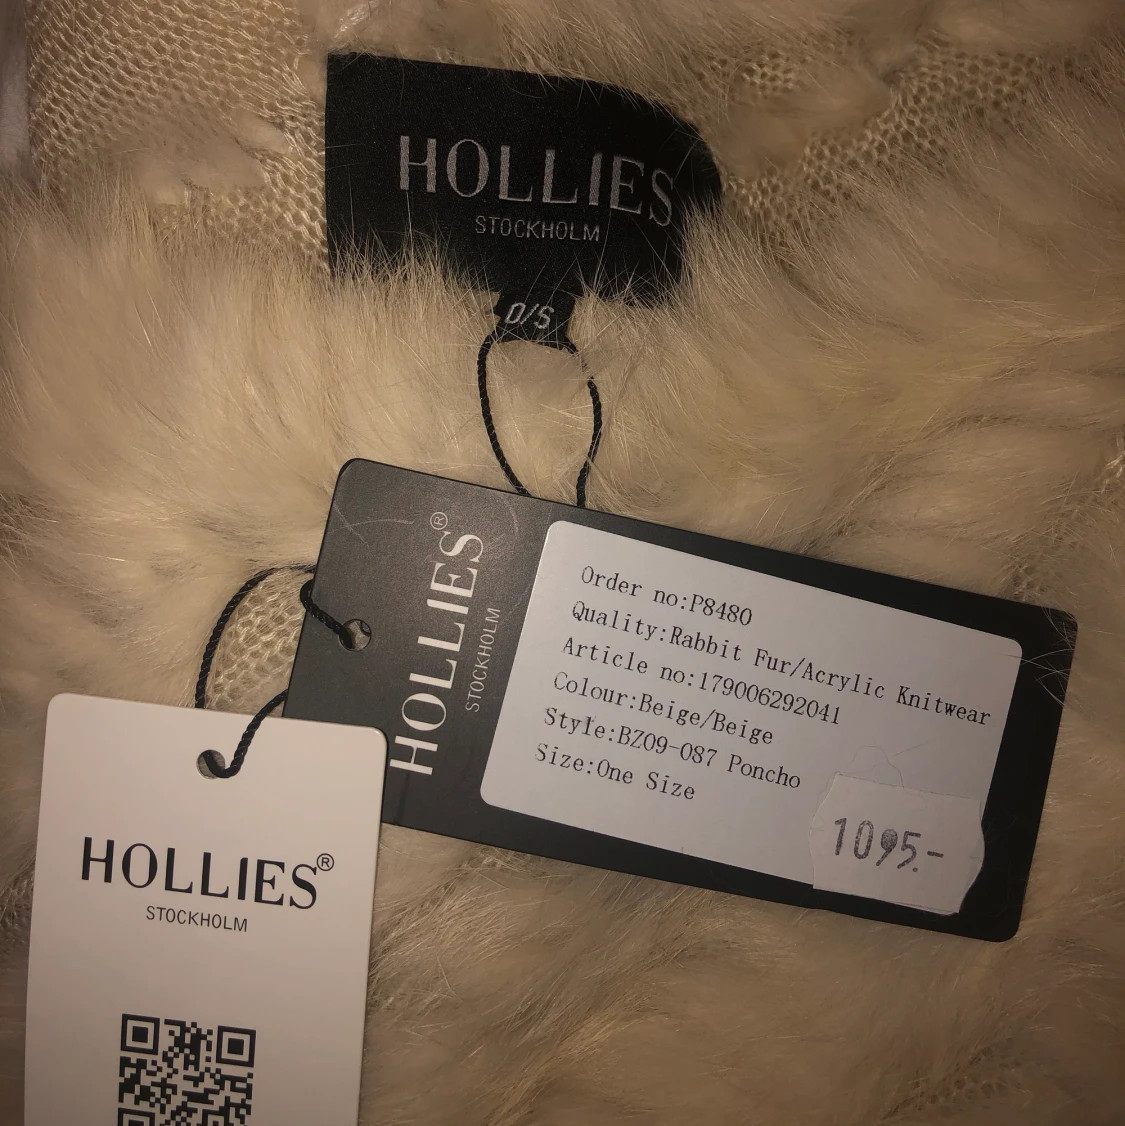 HOLLIES
STOCKHOLM
O/S
HOLLIES®
STOCKHOLM
Order no:P8480
Quality:Rabbit Fur/Acrylic Knitwear
Article no:179006292041
Colour:Beige/Beige
Style:BZ09-087 Poncho
Size:One Size
1095.-
HOLLIES®
STOCKHOLM